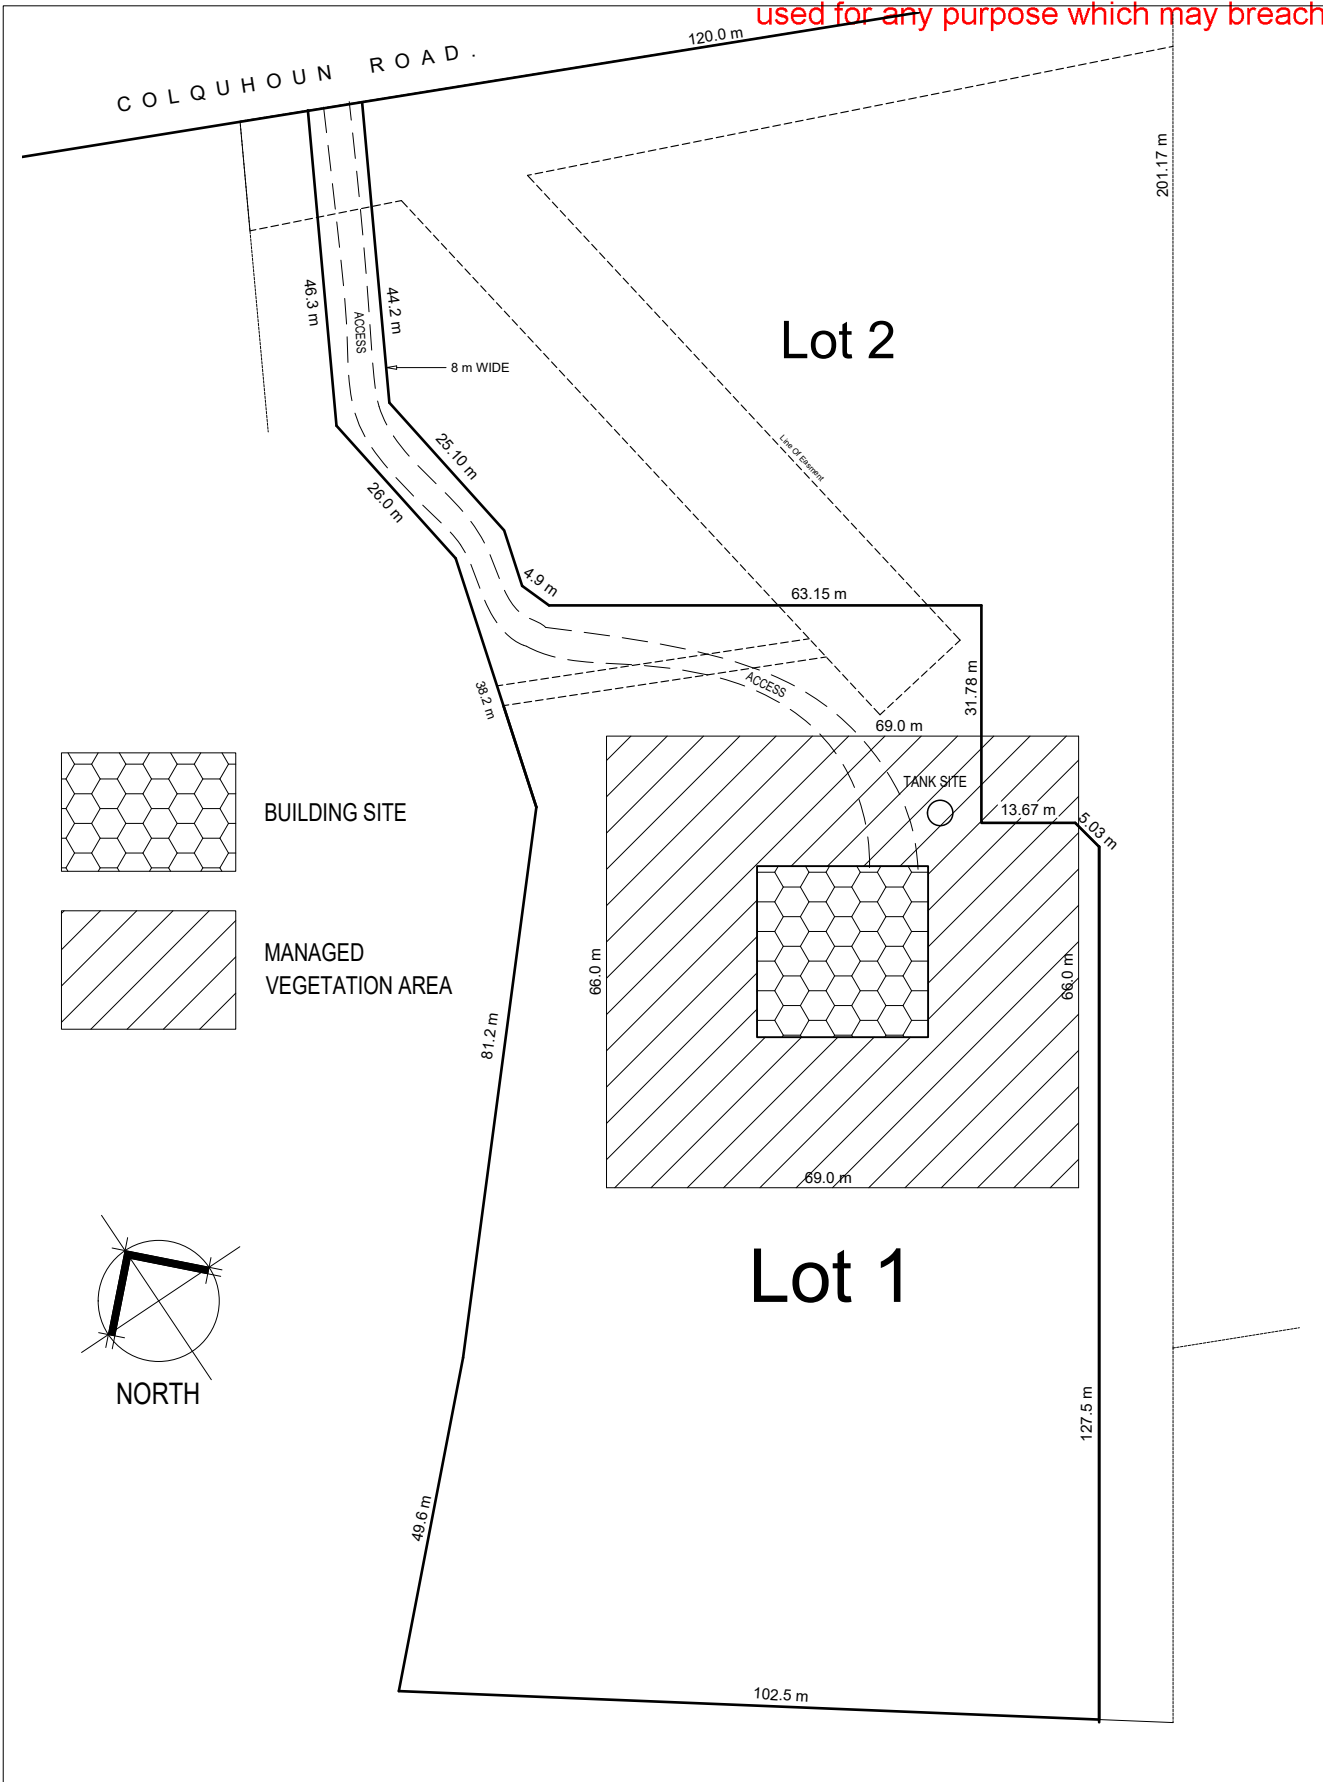 used for any purpose which may breach
120.0 m
COLQUHOUN ROAD.
201.17 m
46.3 m
ACCESS
44.2 m
8 m WIDE
Lot 2
25.10 m
26.0 m
Line Of Easment
4.9 m
63.15 m
38.2 m
ACCESS
31.78 m
69.0 m
TANK SITE
13.67 m
5.03 m
BUILDING SITE
MANAGED
VEGETATION AREA
66.0 m
66.0 m
81.2 m
69.0 m
Lot 1
NORTH
127.5 m
49.6 m
102.5 m